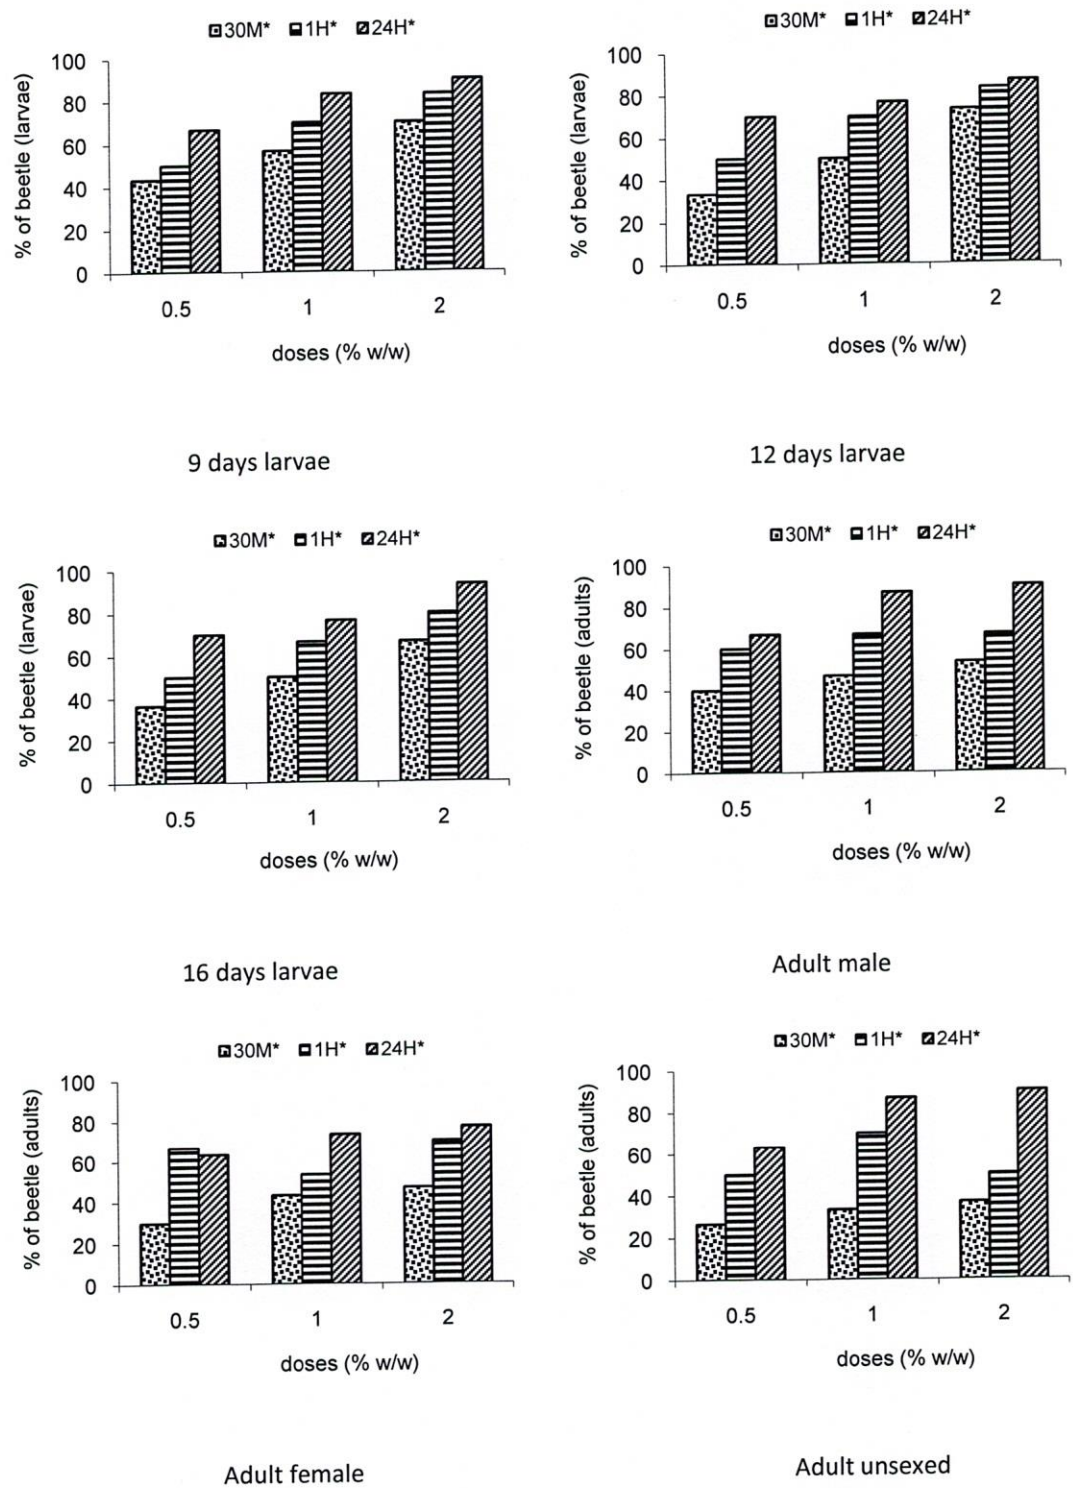 30M* 1H* 24H*
% of beetle (larvae)
100
80
60
40
20
0
0.5 1 2
doses (% w/w)
9 days larvae
30M* 1H* 24H*
% of beetle (larvae)
100
80
60
40
20
0
0.5 1 2
doses (% w/w)
12 days larvae
30M* 1H* 24H*
% of beetle (larvae)
100
80
60
40
20
0
0.5 1 2
doses (% w/w)
16 days larvae
30M* 1H* 24H*
% of beetle (adults)
100
80
60
40
20
0
0.5 1 2
doses (% w/w)
Adult male
30M* 1H* 24H*
% of beetle (adults)
100
80
60
40
20
0
0.5 1 2
doses (% w/w)
Adult female
30M* 1H* 24H*
% of beetle (adults)
100
80
60
40
20
0
0.5 1 2
doses (% w/w)
Adult unsexed